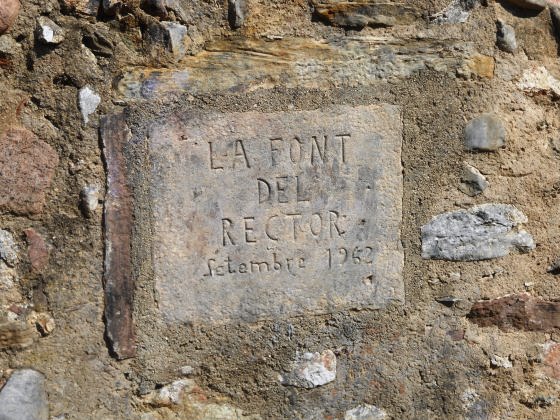 LA FONT
DEL
RECTOR
Setembre 1962